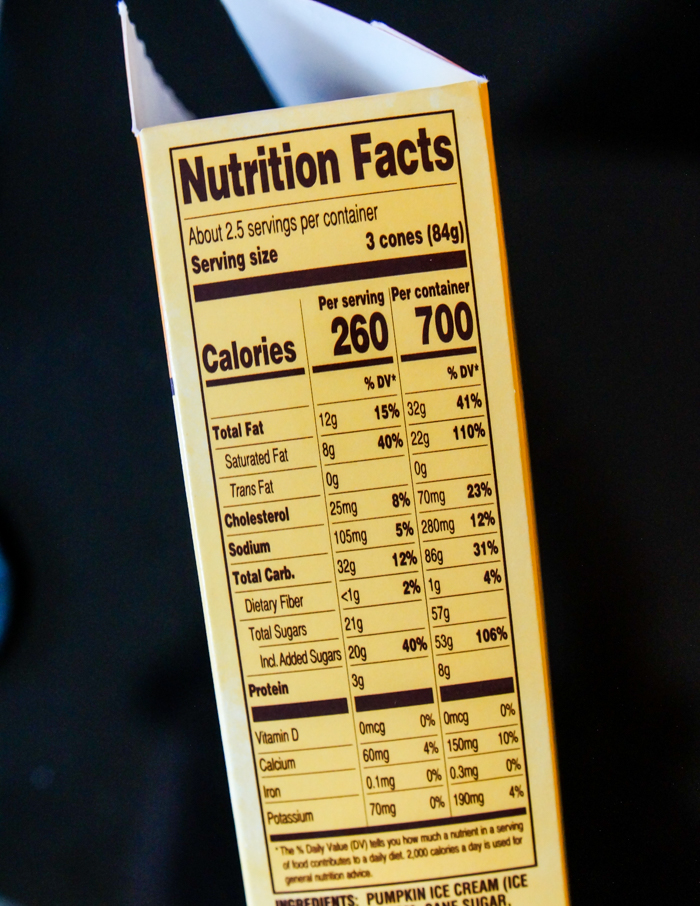 Nutrition Facts
About 2.5 servings per container
Serving size 3 cones (84g)
Per serving Per container
Calories 260 700
% DV* % DV*
Total Fat 12g 15% 32g 41%
Saturated Fat 8g 40% 22g 110%
Trans Fat 0g 0g
Cholesterol 25mg 8% 70mg 23%
Sodium 105mg 5% 280mg 12%
Total Carb. 32g 12% 86g 31%
Dietary Fiber <1g 2% 1g 4%
Total Sugars 21g 57g
Incl. Added Sugars 20g 40% 53g 106%
Protein 3g 8g
Vitamin D 0mcg 0% 0mcg 0%
Calcium 60mg 4% 150mg 10%
Iron 0.1mg 0% 0.3mg 0%
Potassium 70mg 0% 190mg 4%
*The % Daily Value (DV) tells you how much a nutrient in a serving
of food contributes to a daily diet. 2,000 calories a day is used for
general nutrition advice.
INGREDIENTS: PUMPKIN ICE CREAM (ICE
CANE SUGAR,